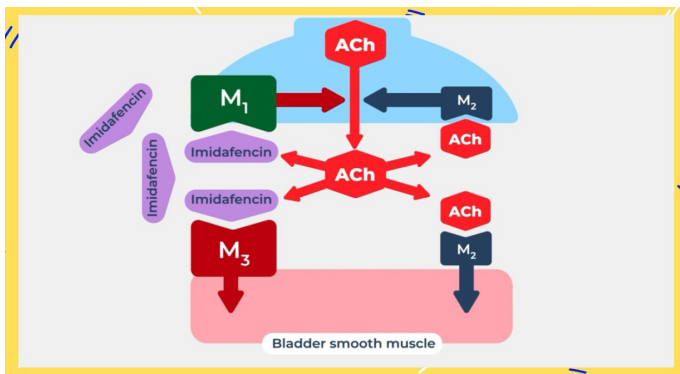 ACh
M₁
M₂
Imidafencin
Imidafencin
ACh
Imidafencin
ACh
Imidafencin
ACh
M₃
M₂
Bladder smooth muscle